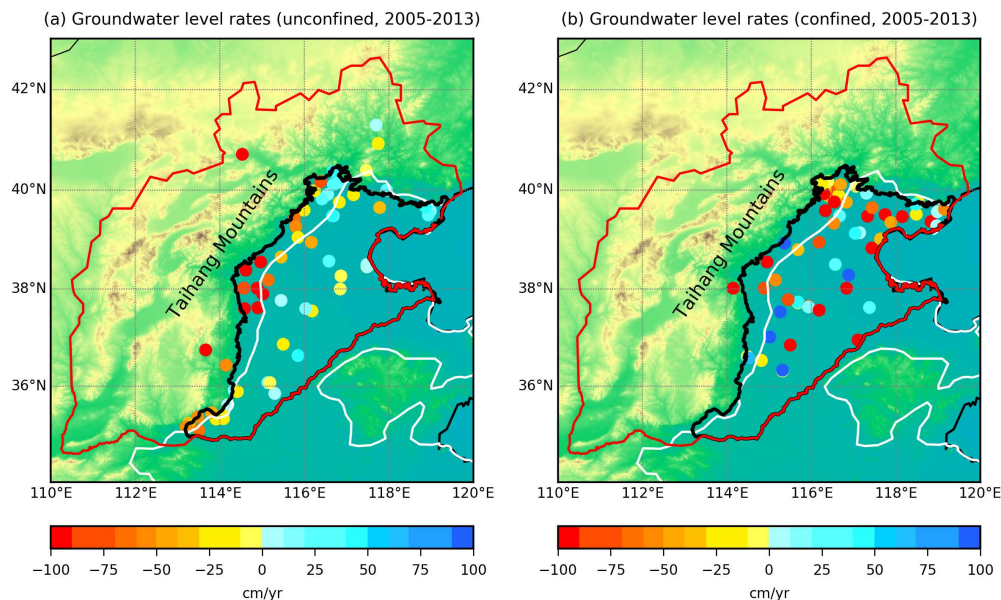 (a) Groundwater level rates (unconfined, 2005-2013)
42°N
40°N
38°N
36°N
110°E 112°E 114°E 116°E 118°E 120°E
Taihang Mountains
−100 −75 −50 −25 0 25 50 75 100
cm/yr
(b) Groundwater level rates (confined, 2005-2013)
42°N
40°N
38°N
36°N
110°E 112°E 114°E 116°E 118°E 120°E
Taihang Mountains
−100 −75 −50 −25 0 25 50 75 100
cm/yr